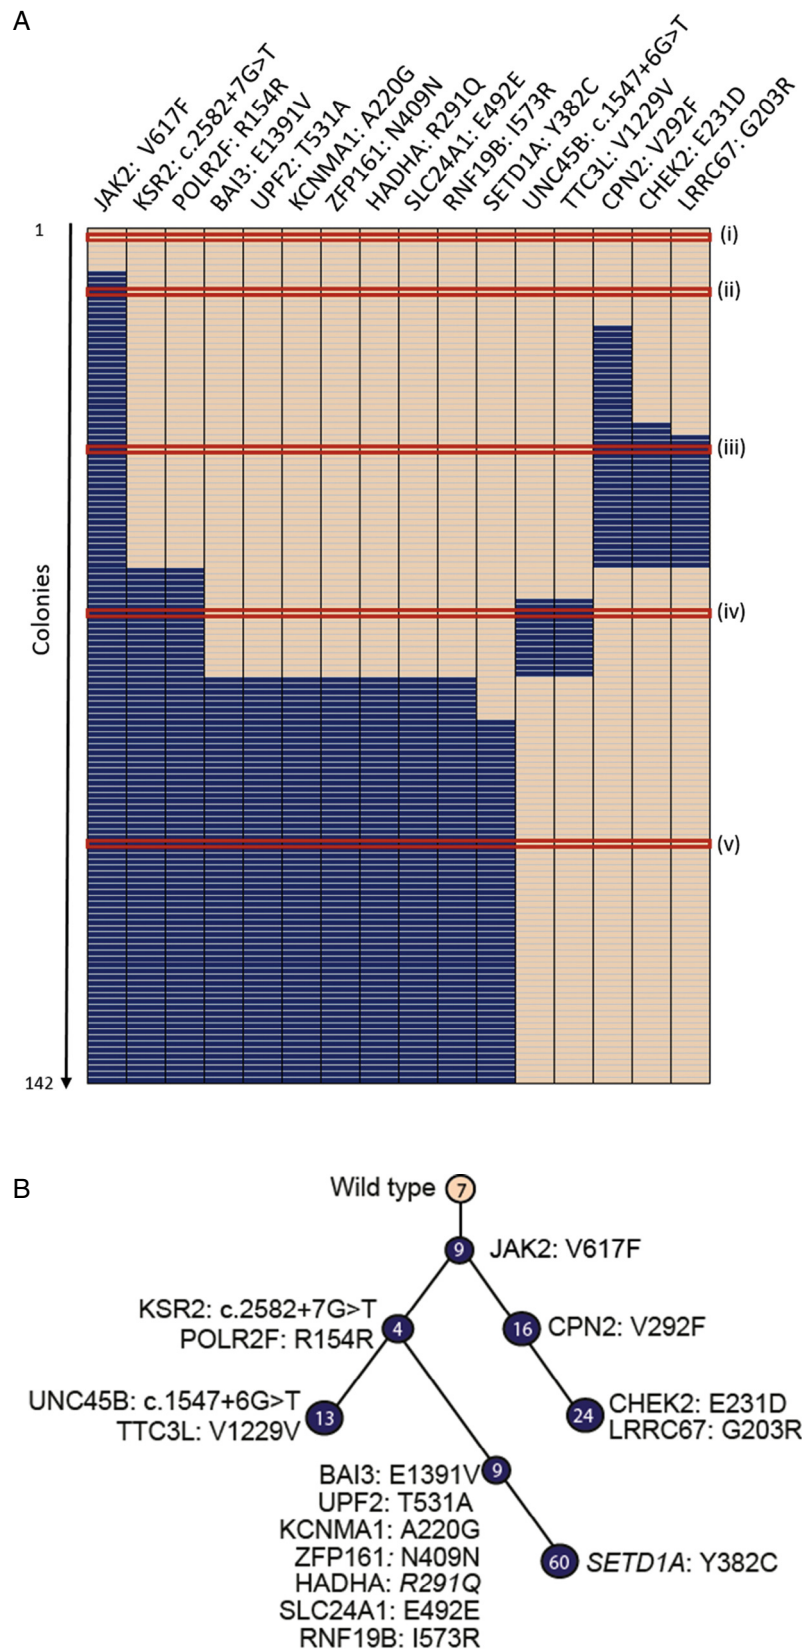 A
JAK2: V617F
KSR2: c.2582+7G>T
POLR2F: R154R
BAI3: E1391V
UPF2: T531A
KCNMA1: A220G
ZFP161: N409N
HADHA: R291Q
SLC24A1: E492E
RNF19B: I573R
SETD1A: Y382C
UNC45B: c.1547+6G>T
TTC3L: V1229V
CPN2: V292F
CHEK2: E231D
LRRC67: G203R
1
(i)
(ii)
(iii)
Colonies
(iv)
(v)
142
B
Wild type 7
9 JAK2: V617F
KSR2: c.2582+7G>T
POLR2F: R154R
4
16 CPN2: V292F
UNC45B: c.1547+6G>T
TTC3L: V1229V
13
24
CHEK2: E231D
LRRC67: G203R
BAI3: E1391V
9
UPF2: T531A
KCNMA1: A220G
ZFP161: N409N
HADHA: R291Q
SLC24A1: E492E
RNF19B: I573R
60 SETD1A: Y382C